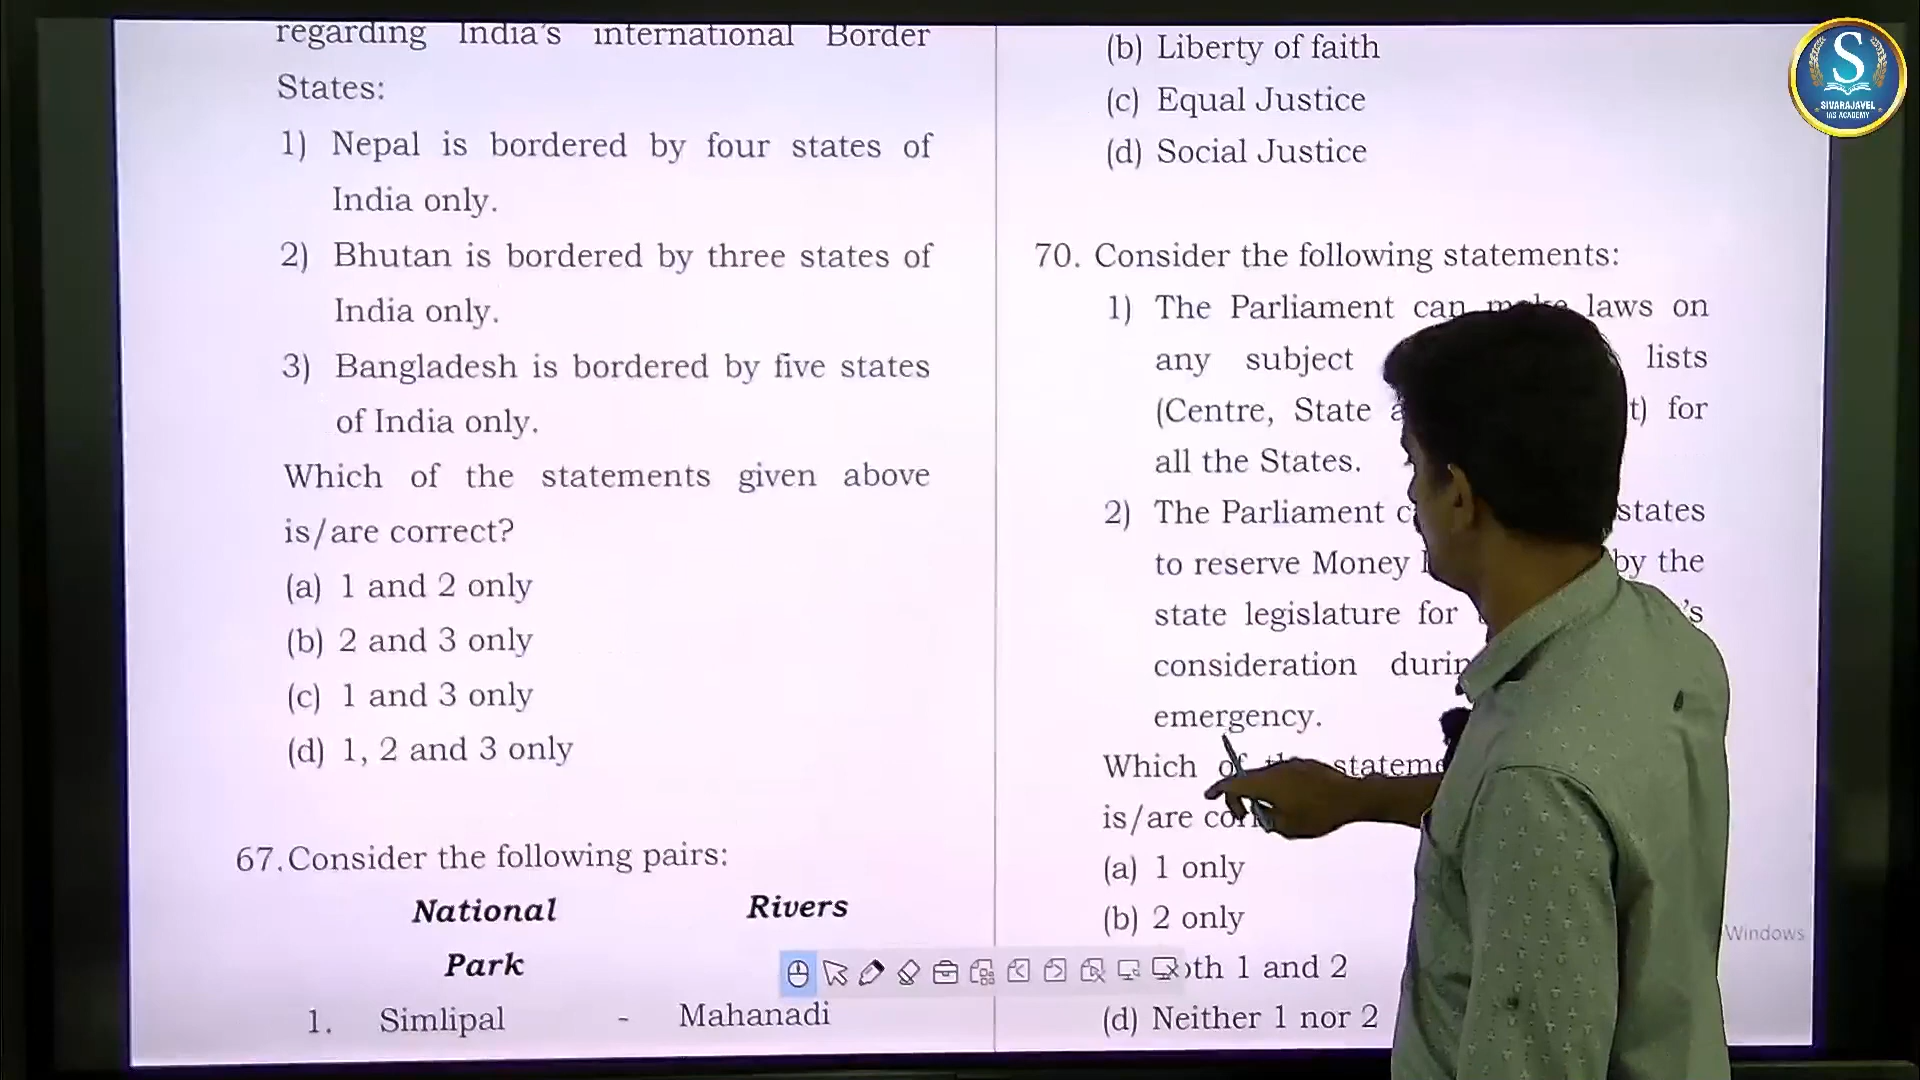 regarding India's international Border
States:
1) Nepal is bordered by four states of
India only.
2) Bhutan is bordered by three states of
India only.
3) Bangladesh is bordered by five states
of India only.
Which of the statements given above
is/are correct?
(a) 1 and 2 only
(b) 2 and 3 only
(c) 1 and 3 only
(d) 1, 2 and 3 only
67. Consider the following pairs:
National Rivers
Park
1. Simlipal - Mahanadi
(b) Liberty of faith
(c) Equal Justice
(d) Social Justice
70. Consider the following statements:
1) The Parliament can make laws on
any subject lists
(Centre, State for
all the States.
2) The Parliament states
to reserve Money by the
state legislature for
consideration
emergency.
Which of the
is/are
(a) 1 only
(b) 2 only
1 and 2
(d) Neither 1 nor 2
Windows
S
SIVARAJAVEL
IAS ACADEMY